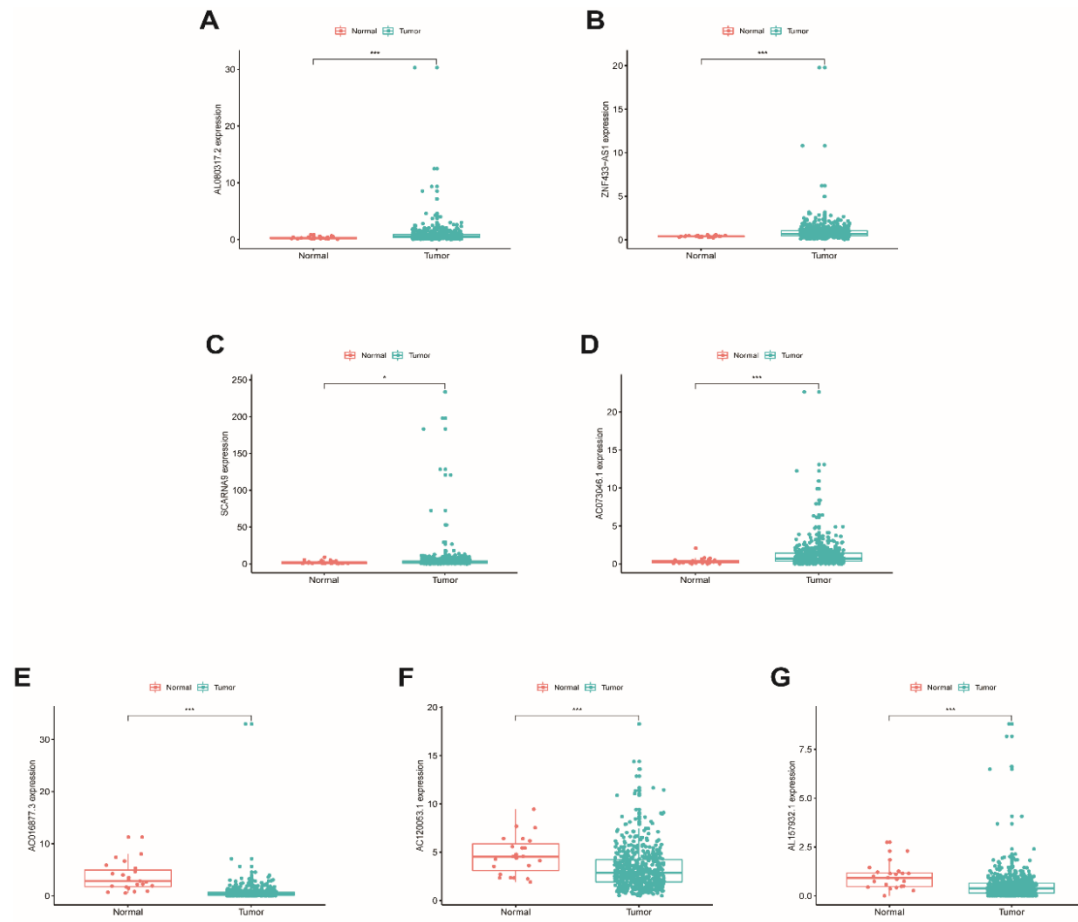 A
Normal Tumor
***
AL080317.2 expression
30
20
10
0
Normal Tumor
B
Normal Tumor
***
ZNF433-AS1 expression
20
15
10
5
0
Normal Tumor
C
Normal Tumor
*
SCARNA9 expression
250
200
150
100
50
0
Normal Tumor
D
Normal Tumor
***
AC073046.1 expression
20
15
10
5
0
Normal Tumor
E
Normal Tumor
***
AC016877.3 expression
30
20
10
0
Normal Tumor
F
Normal Tumor
***
AC120053.1 expression
20
15
10
5
0
Normal Tumor
G
Normal Tumor
***
AL157932.1 expression
7.5
5.0
2.5
0.0
Normal Tumor